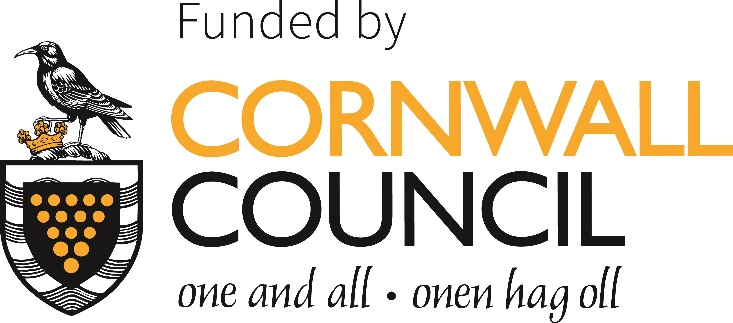 Funded by
CORNWALL
COUNCIL
one and all • onen hag oll